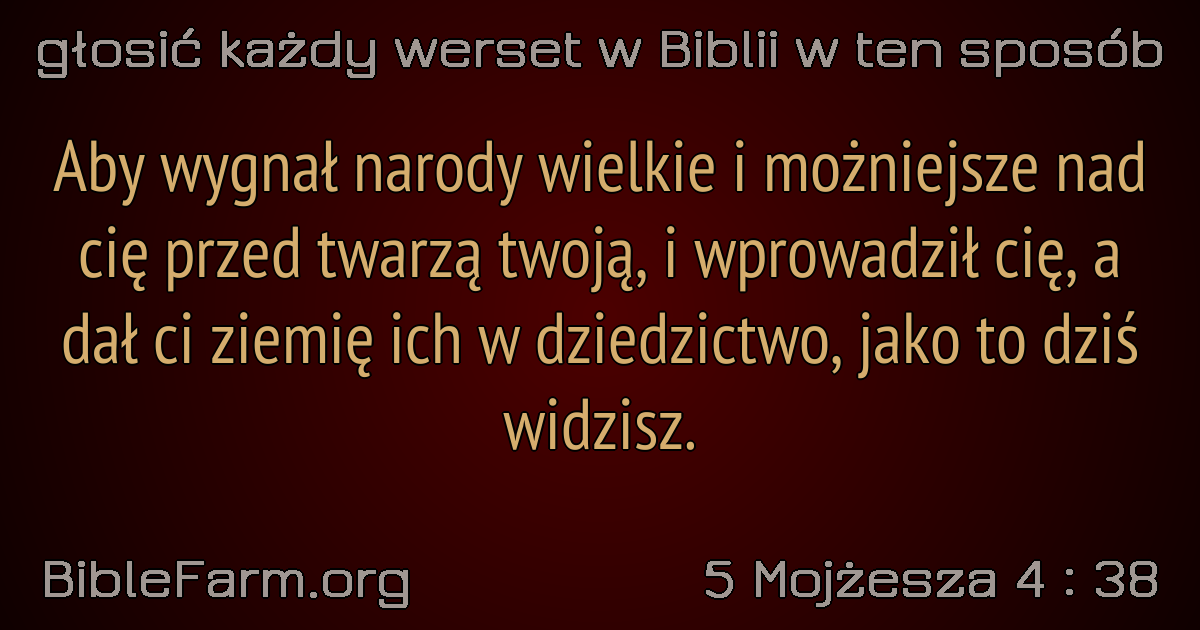 głosić każdy werset w Biblii w ten sposób
Aby wygnał narody wielkie i możniejsze nad
cię przed twarzą twoją, i wprowadził cię, a
dał ci ziemię ich w dziedzictwo, jako to dziś
widzisz.
BibleFarm.org
5 Mojżesza 4 : 38